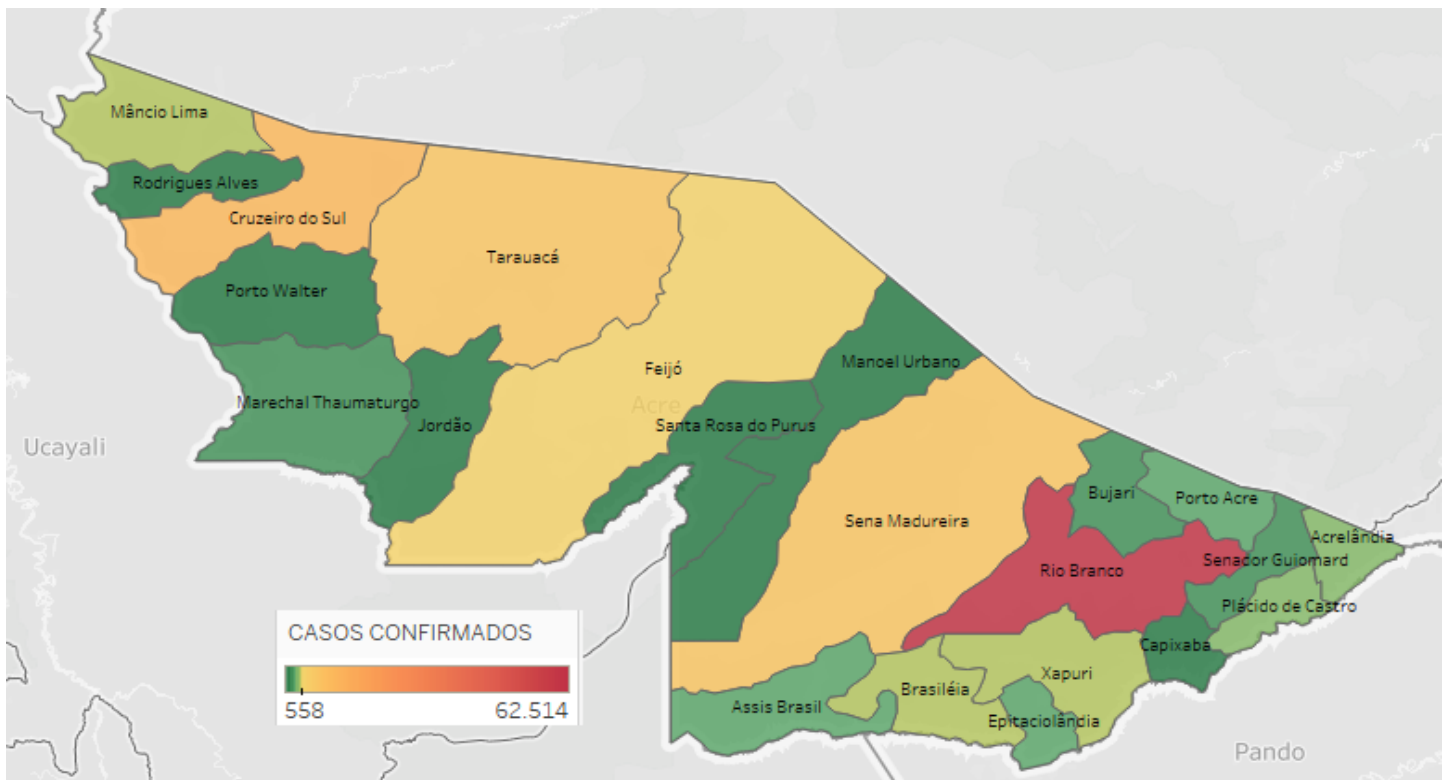 Mâncio Lima
Rodrigues Alves
Cruzeiro do Sul
Tarauacá
Porto Walter
Manoel Urbano
Feijó
Acre
Marechal Thaumaturgo
Jordão
Santa Rosa do Purus
Ucayali
Bujari
Porto Acre
Sena Madureira
Acrelândia
Senador Guiomard
Rio Branco
Plácido de Castro
Capixaba
Xapuri
Brasiléia
Assis Brasil
Epitaciolândia
Pando
CASOS CONFIRMADOS
558 62.514